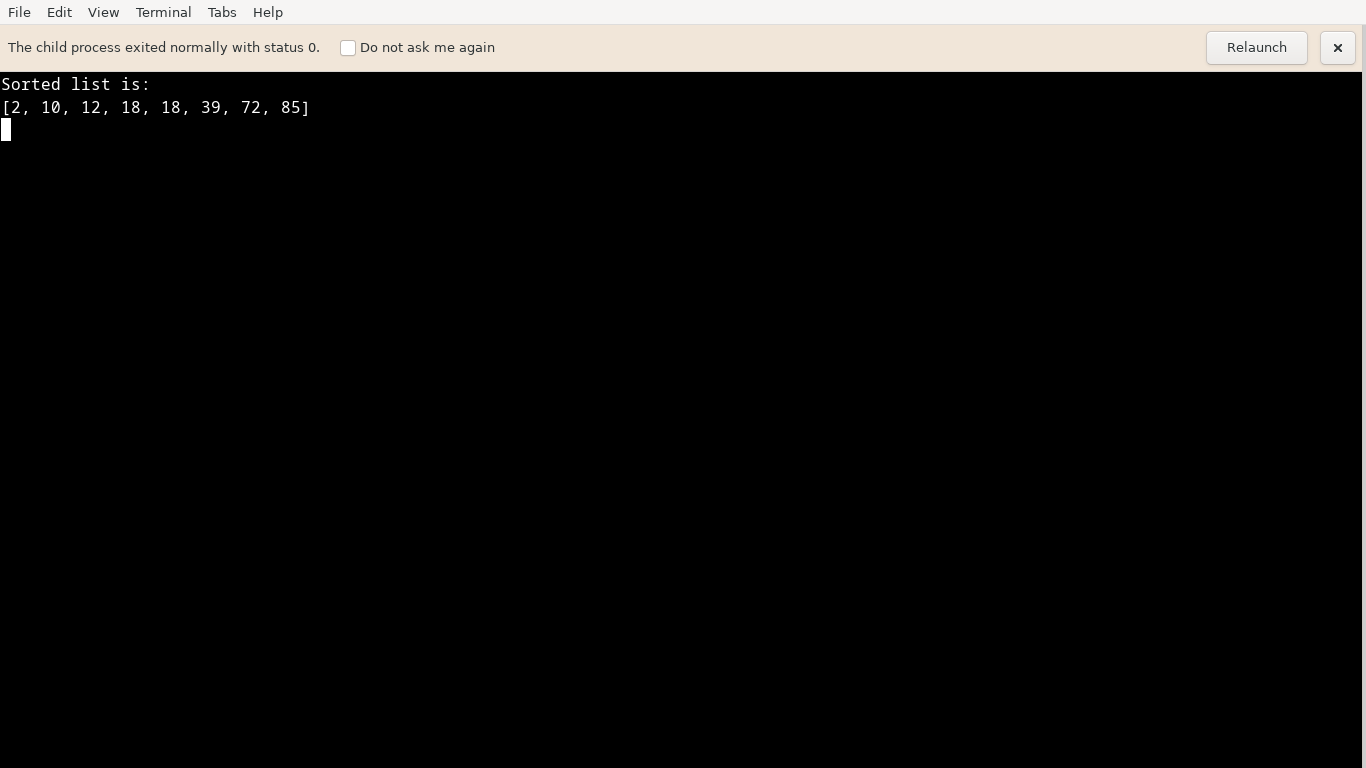 File Edit View Terminal Tabs Help
The child process exited normally with status 0. Do not ask me again Relaunch
Sorted list is:
[2, 10, 12, 18, 18, 39, 72, 85]